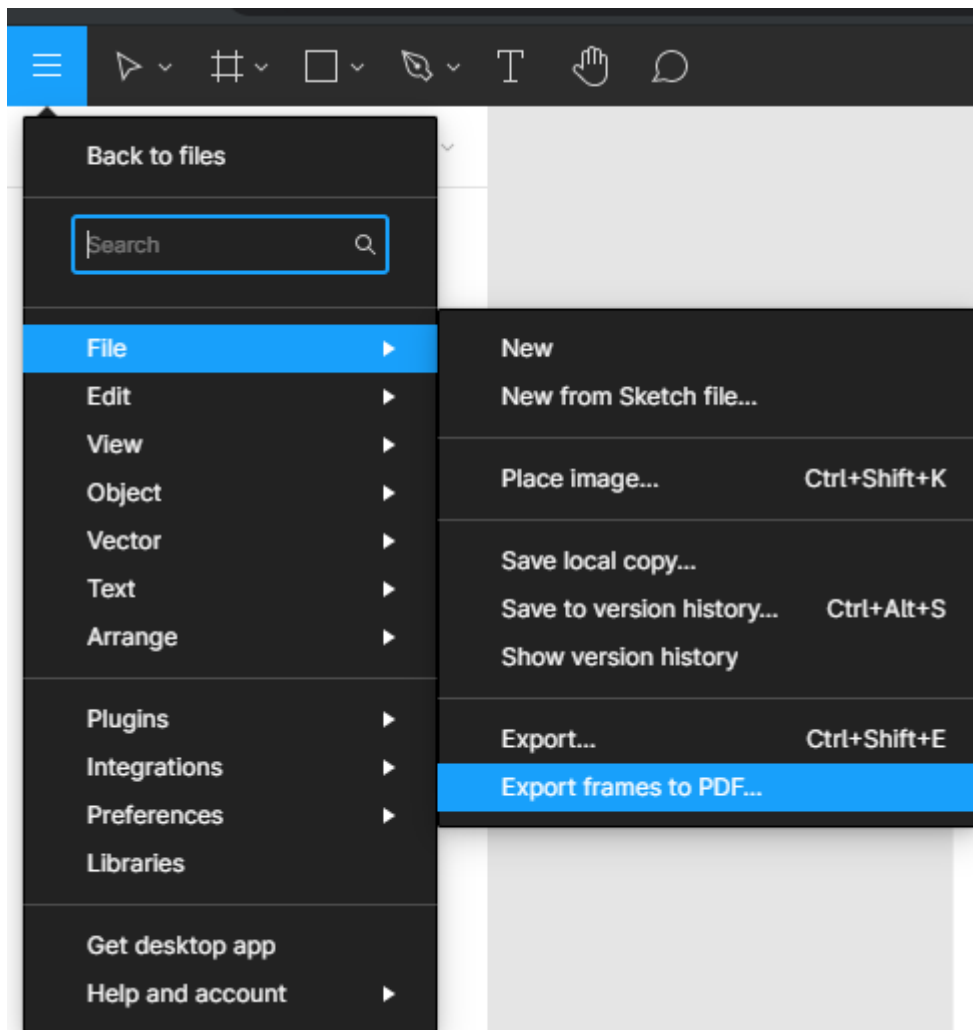 Back to files
Search
File
Edit
View
Object
Vector
Text
Arrange
Plugins
Integrations
Preferences
Libraries
Get desktop app
Help and account
New
New from Sketch file...
Place image... Ctrl+Shift+K
Save local copy...
Save to version history... Ctrl+Alt+S
Show version history
Export... Ctrl+Shift+E
Export frames to PDF...